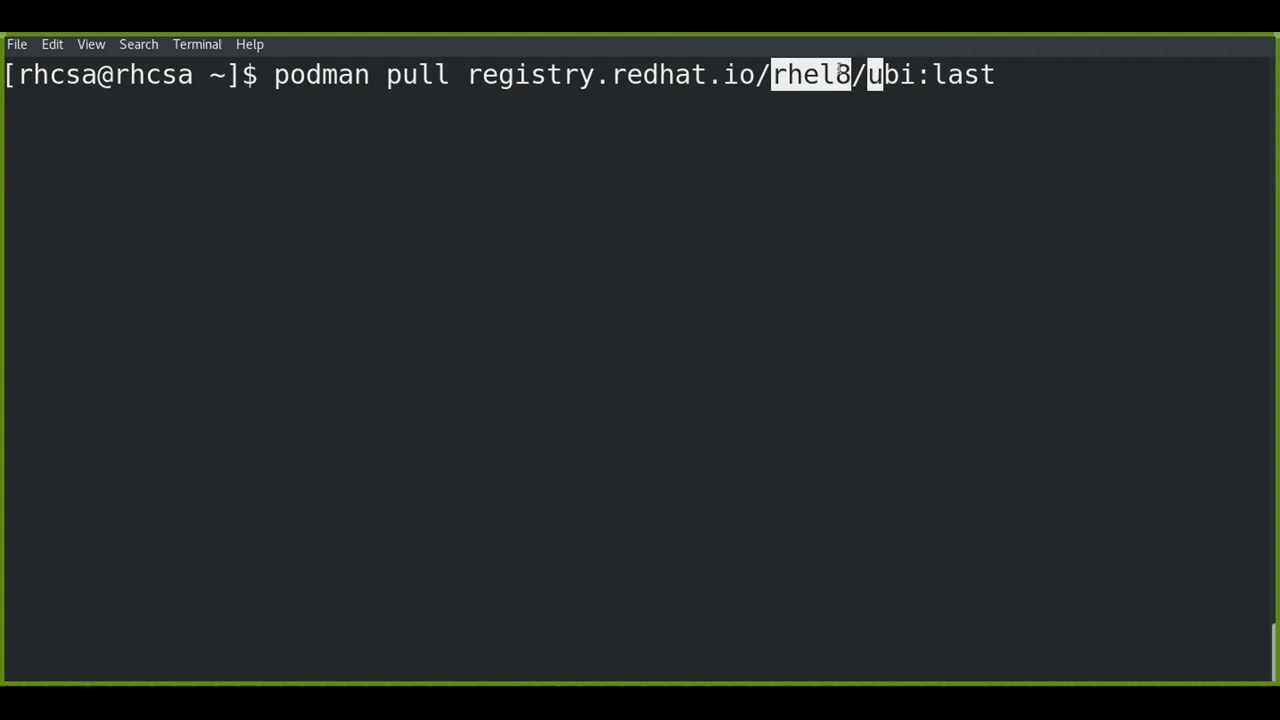 File Edit View Search Terminal Help
[rhcsa@rhcsa ~]$ podman pull registry.redhat.io/rhel8/ubi:last